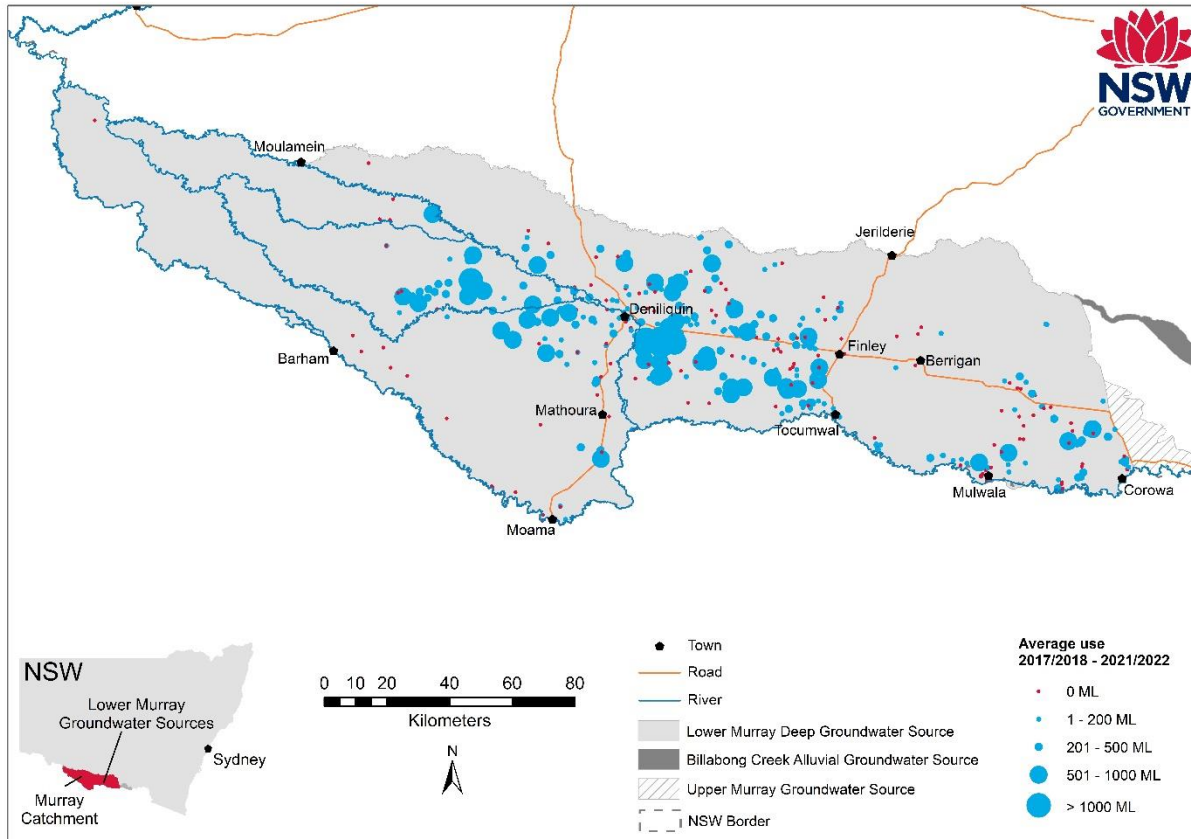 NSW
GOVERNMENT
Moulamein
Jerilderie
Deniliquin
Barham
Finley
Berrigan
Mathoura
Tocumwal
Mulwala
Corowa
Moama
NSW
Lower Murray
Groundwater Sources
Sydney
Murray
Catchment
0 10 20 40 60 80
Kilometers
N
Town
Road
River
Lower Murray Deep Groundwater Source
Billabong Creek Alluvial Groundwater Source
Upper Murray Groundwater Source
NSW Border
Average use
2017/2018 - 2021/2022
0 ML
1 - 200 ML
201 - 500 ML
501 - 1000 ML
> 1000 ML